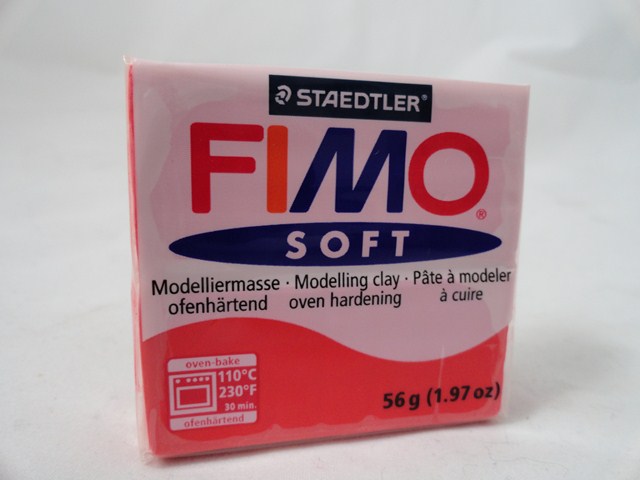 STAEDTLER®
FIMO®
SOFT
Modelliermasse · Modelling clay · Pâte à modeler
ofenhärtend oven hardening à cuire
oven-bake
110°C
230°F
30 min.
ofenhärtend
56 g (1.97 oz)